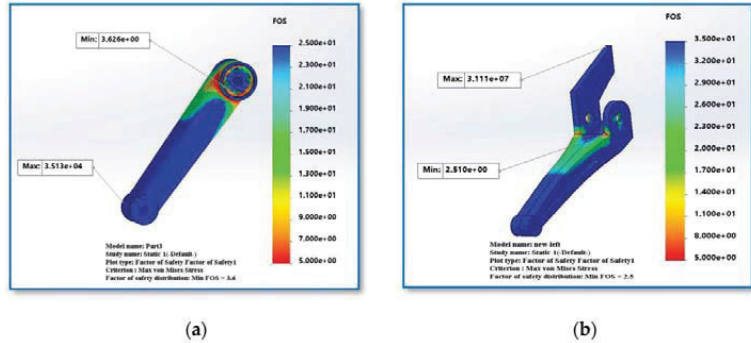 FOS
Min: 3.626e+00
2.500e+01
2.300e+01
2.100e+01
1.900e+01
1.700e+01
1.500e+01
1.300e+01
1.100e+01
9.000e+00
7.000e+00
5.000e+00
Max: 3.513e+04
Model name: Part3
Study name: Static 1(-Default-)
Plot type: Factor of Safety Factor of Safety1
Criterion : Max von Mises Stress
Factor of safety distribution: Min FOS = 3.6
(a)
FOS
Max: 3.111e+07
3.500e+01
3.200e+01
2.900e+01
2.600e+01
2.300e+01
2.000e+01
1.700e+01
1.400e+01
1.100e+01
8.000e+00
5.000e+00
Min: 2.510e+00
Model name: new-left
Study name: Static 1(-Default-)
Plot type: Factor of Safety Factor of Safety1
Criterion : Max von Mises Stress
Factor of safety distribution: Min FOS = 2.5
(b)